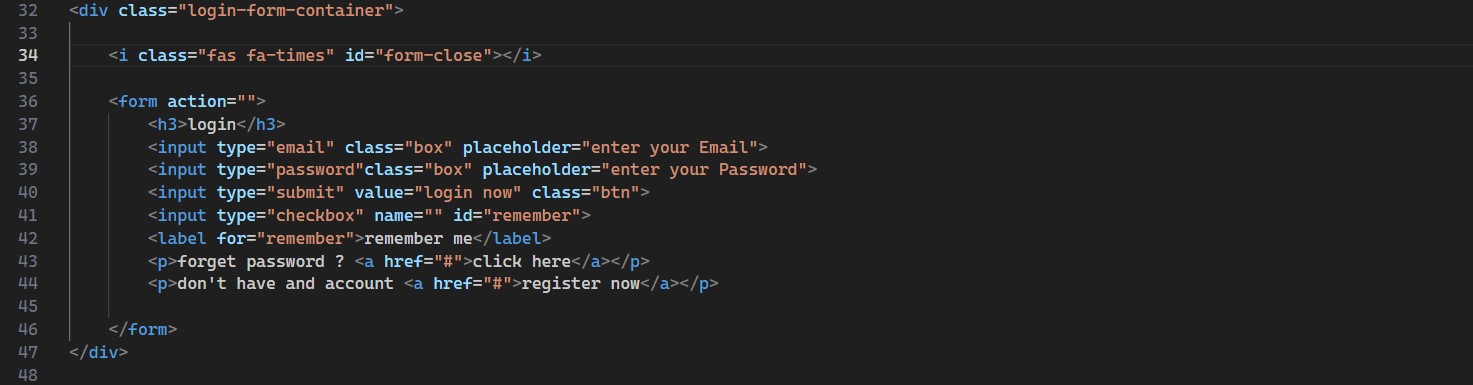 32 <div class="login-form-container">
33
34     <i class="fas fa-times" id="form-close"></i>
35
36     <form action="">
37         <h3>login</h3>
38         <input type="email" class="box" placeholder="enter your Email">
39         <input type="password"class="box" placeholder="enter your Password">
40         <input type="submit" value="login now" class="btn">
41         <input type="checkbox" name="" id="remember">
42         <label for="remember">remember me</label>
43         <p>forget password ? <a href="#">click here</a></p>
44         <p>don't have and account <a href="#">register now</a></p>
45
46     </form>
47 </div>
48